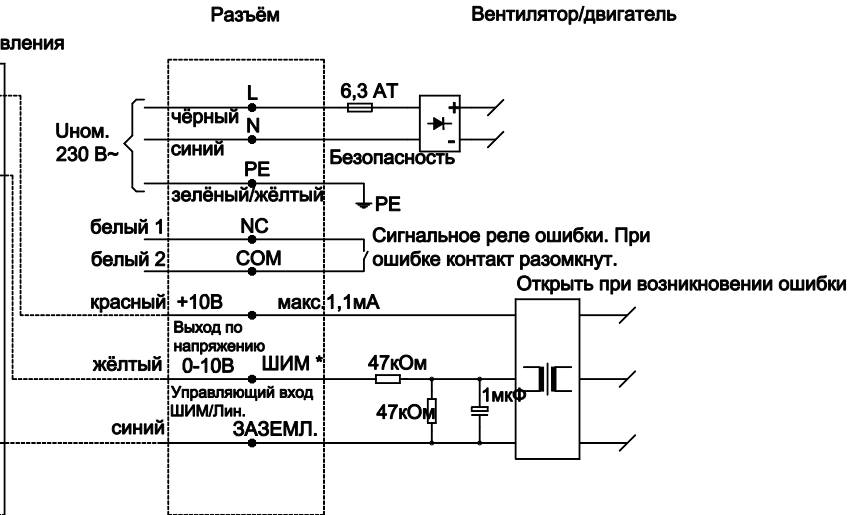 Разъём
Вентилятор/двигатель
вления
L
6,3 АТ
чёрный
+
Uном.
230 В~
N
синий
-
Безопасность
PE
зелёный/жёлтый
PE
белый 1
NC
Сигнальное реле ошибки. При
белый 2
COM
ошибке контакт разомкнут.
Открыть при возникновении ошибки
красный
+10В
макс.1,1мА
Выход по
напряжению
жёлтый
0-10В
ШИМ *
47кОм
Управляющий вход
ШИМ/Лин.
47кОм
1мкФ
синий
ЗАЗЕМЛ.